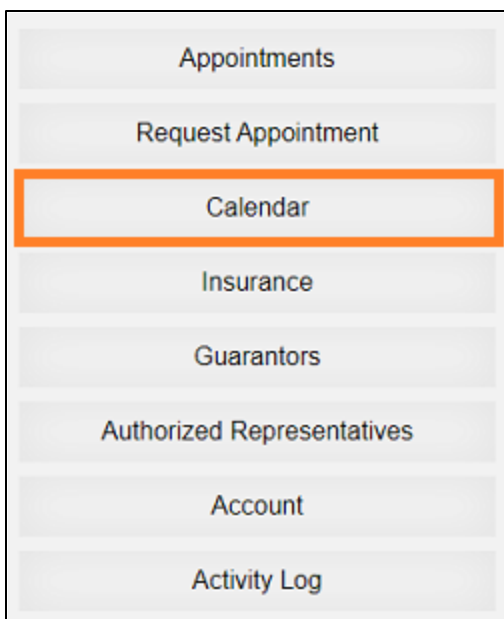 Appointments
Request Appointment
Calendar
Insurance
Guarantors
Authorized Representatives
Account
Activity Log